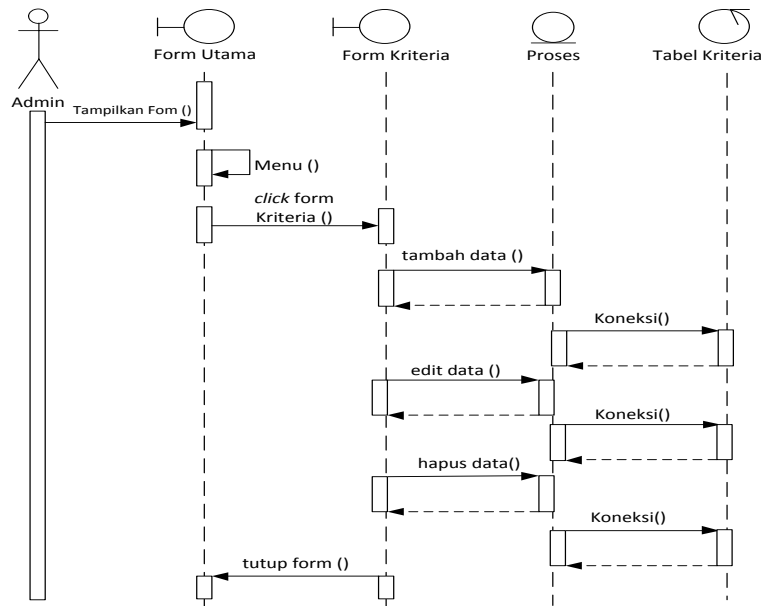 Form Utama
Form Kriteria
Proses
Tabel Kriteria
Admin
Tampilkan Fom ()
Menu ()
click form
Kriteria ()
tambah data ()
Koneksi()
edit data ()
Koneksi()
hapus data()
Koneksi()
tutup form ()